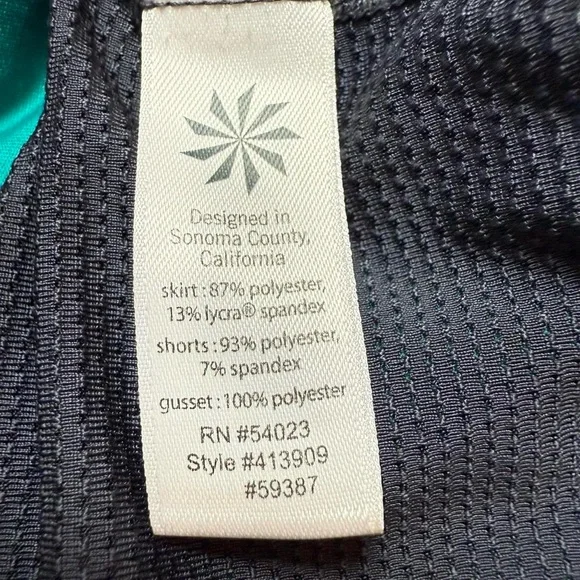 Designed in
Sonoma County,
California
skirt:87% polyester,
13% lycra® spandex
shorts:93% polyester,
7% spandex
gusset:100% polyester
RN #54023
Style #413909
#59387